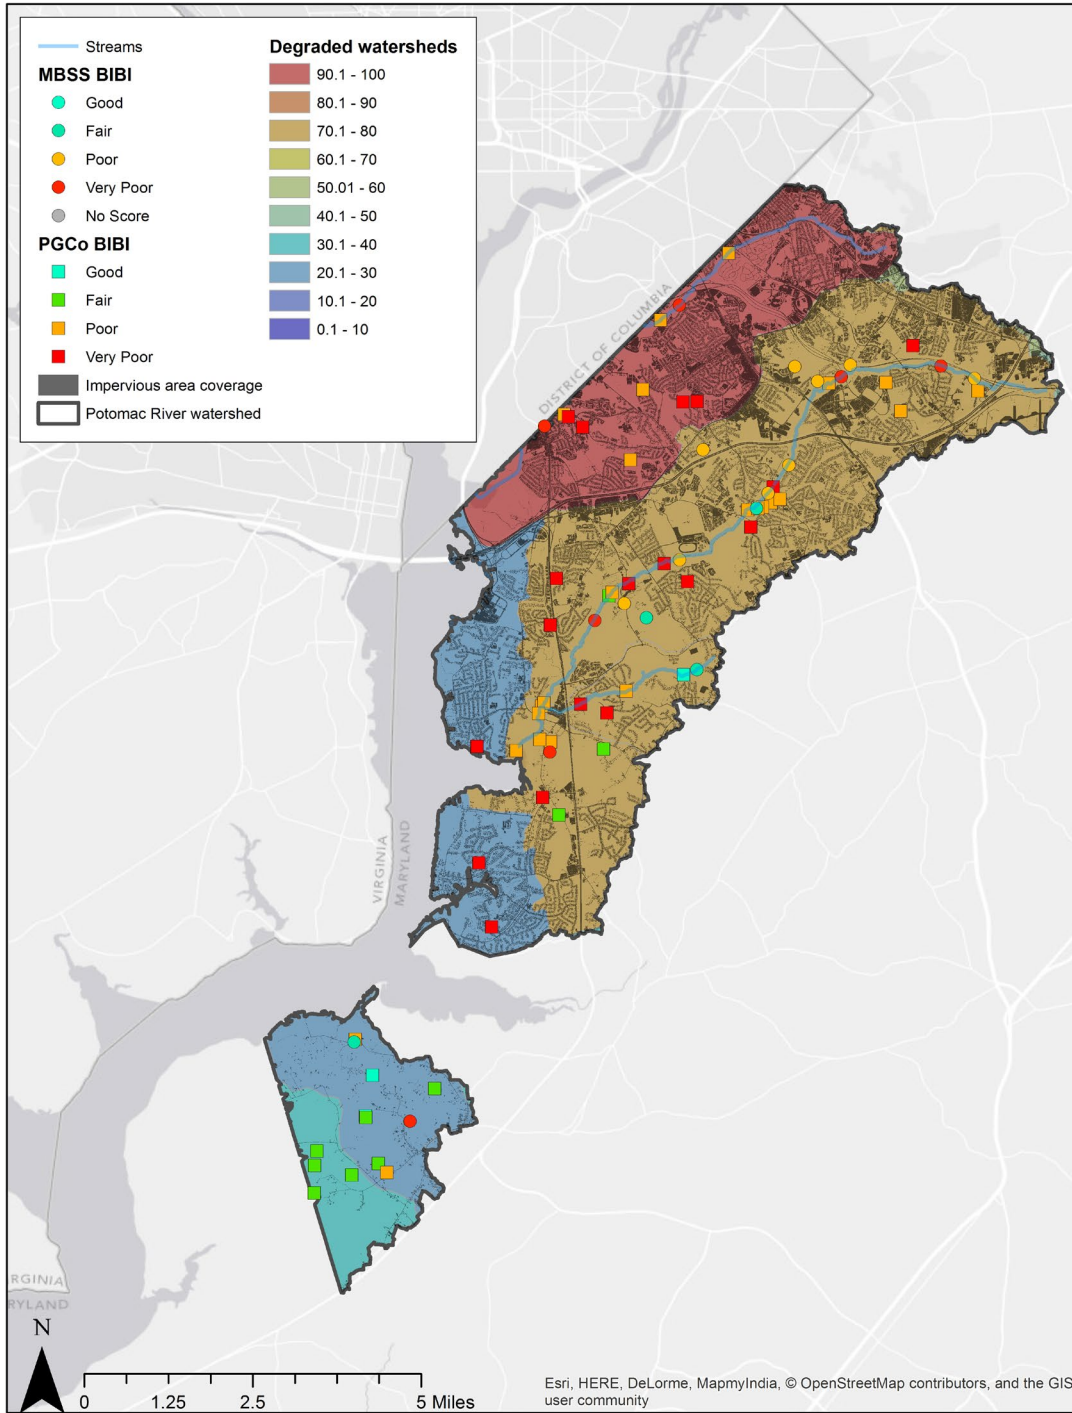 Streams
MBSS BIBI
Good
Fair
Poor
Very Poor
No Score
PGCo BIBI
Good
Fair
Poor
Very Poor
Impervious area coverage
Potomac River watershed
Degraded watersheds
90.1 - 100
80.1 - 90
70.1 - 80
60.1 - 70
50.01 - 60
40.1 - 50
30.1 - 40
20.1 - 30
10.1 - 20
0.1 - 10
DISTRICT OF COLUMBIA
VIRGINIA
MARYLAND
RGINIA
RYLAND
N
0 1.25 2.5 5 Miles
Esri, HERE, DeLorme, MapmyIndia, © OpenStreetMap contributors, and the GIS
user community